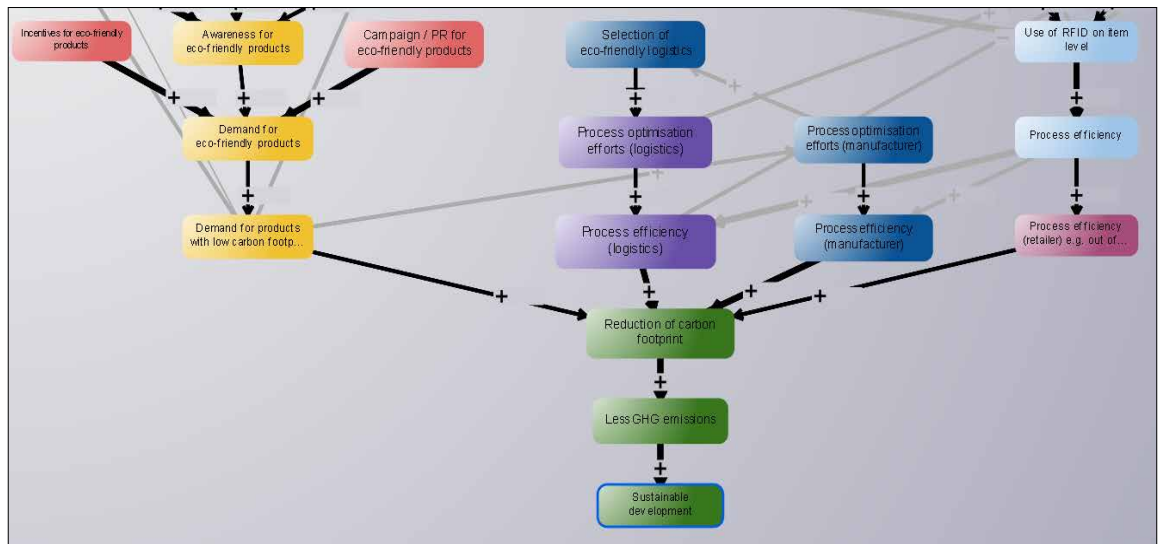 Incentives for eco-friendly
products
Awareness for
eco-friendly products
Campaign / PR for
eco-friendly products
Selection of
eco-friendly logistics
Use of RFID on item
level
+
+
+
+
+
+
−
Demand for
eco-friendly products
Process optimisation
efforts (logistics)
Process optimisation
efforts (manufacturer)
Process efficiency
+
+
+
+
+
+
+
+
Demand for products
with low carbon footp...
Process efficiency
(logistics)
Process efficiency
(manufacturer)
Process efficiency
(retailer) e.g. out of...
+
+
+
+
Reduction of carbon
footprint
+
Less GHG emissions
+
Sustainable
development